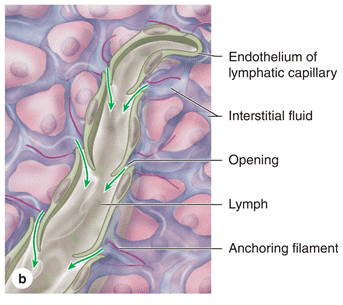 Endothelium of
lymphatic capillary
Interstitial fluid
Opening
Lymph
Anchoring filament
b